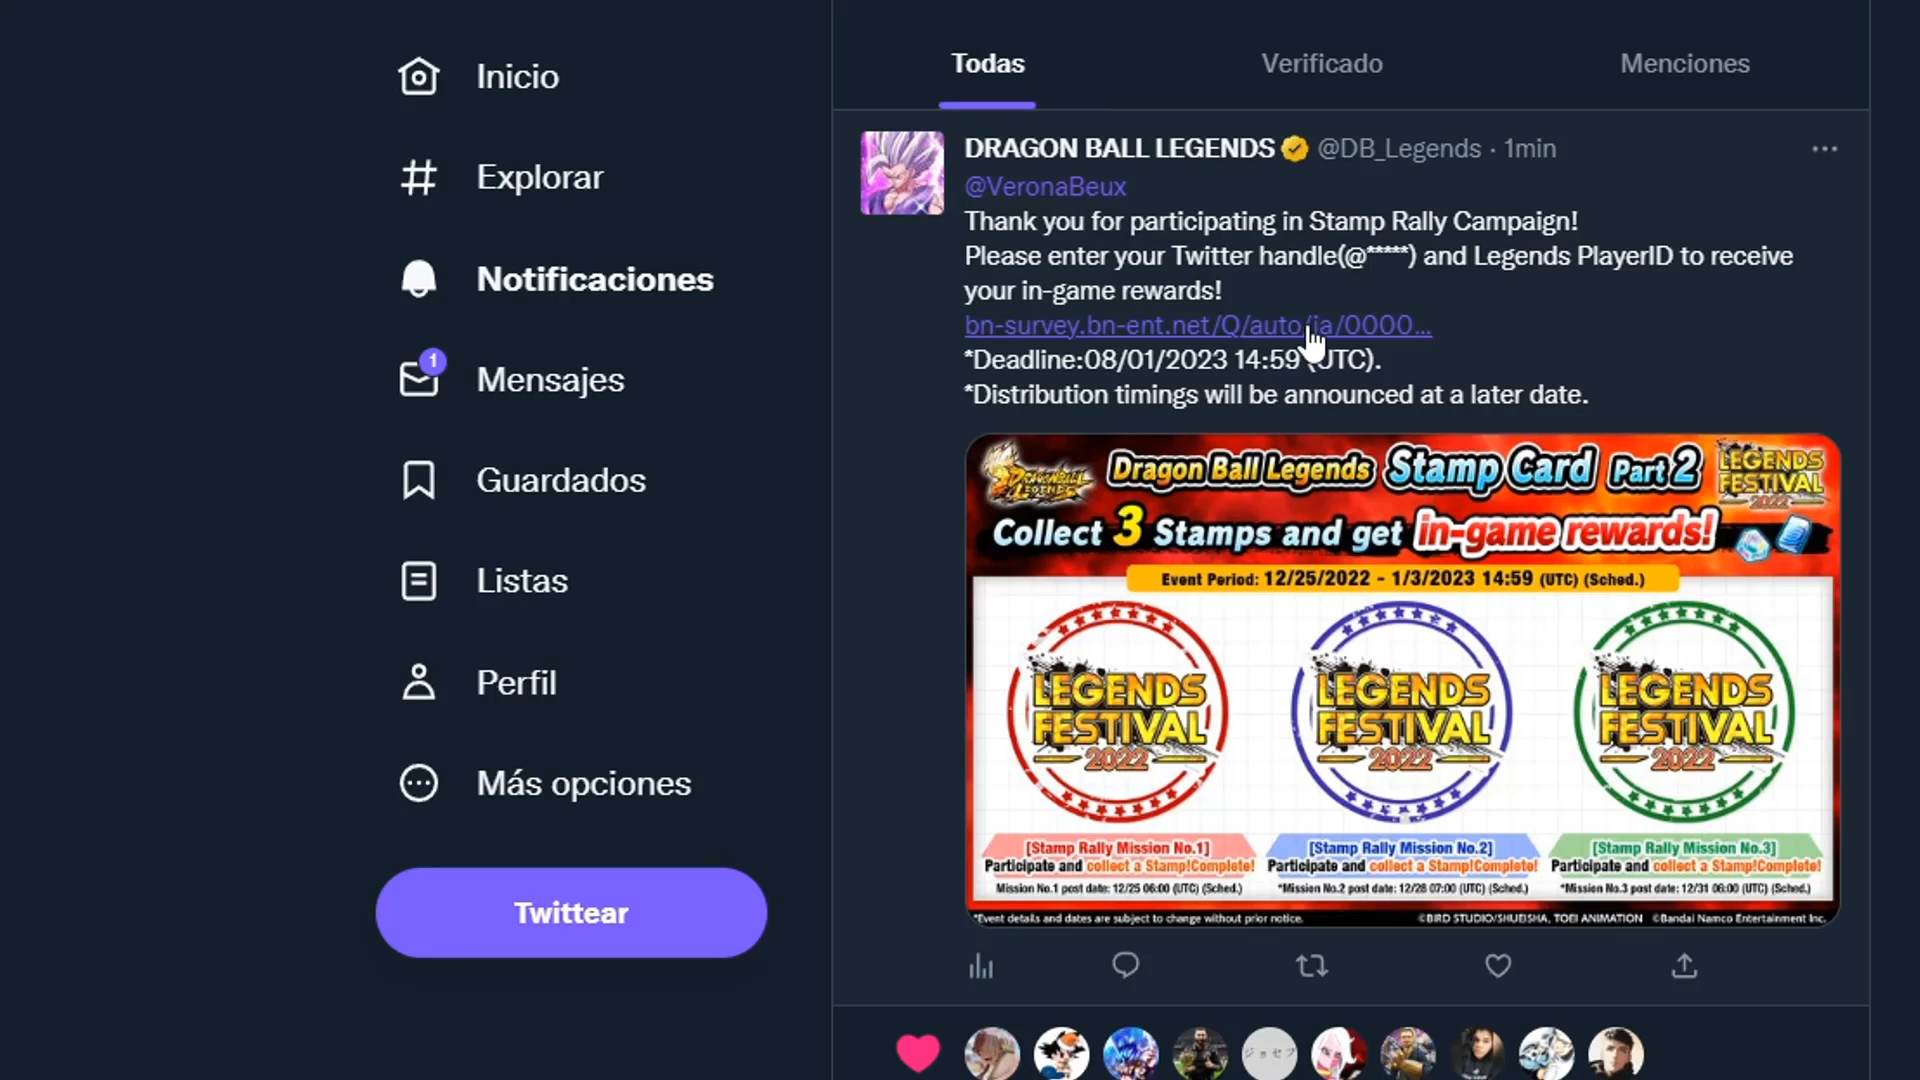 Inicio
Explorar
Notificaciones
1
Mensajes
Guardados
Listas
Perfil
Más opciones
Twittear
Todas
Verificado
Menciones
DRAGON BALL LEGENDS @DB_Legends · 1min
@VeronaBeux
Thank you for participating in Stamp Rally Campaign!
Please enter your Twitter handle(@*****) and Legends PlayerID to receive
your in-game rewards!
bn-survey.bn-ent.net/Q/auto/ja/0000...
*Deadline:08/01/2023 14:59 (UTC).
*Distribution timings will be announced at a later date.
DRAGONBALL LEGENDS
Dragon Ball Legends Stamp Card Part 2
LEGENDS FESTIVAL 2022
Collect 3 Stamps and get in-game rewards!
Event Period: 12/25/2022 - 1/3/2023 14:59 (UTC) (Sched.)
LEGENDS FESTIVAL 2022
LEGENDS FESTIVAL 2022
LEGENDS FESTIVAL 2022
[Stamp Rally Mission No.1]
Participate and collect a Stamp!Complete!
Mission No.1 post date: 12/25 06:00 (UTC) (Sched.)
[Stamp Rally Mission No.2]
Participate and collect a Stamp!Complete!
*Mission No.2 post date: 12/28 07:00 (UTC) (Sched.)
[Stamp Rally Mission No.3]
Participate and collect a Stamp!Complete!
*Mission No.3 post date: 12/31 06:00 (UTC) (Sched.)
*Event details and dates are subject to change without prior notice.
©BIRD STUDIO/SHUEISHA, TOEI ANIMATION ©Bandai Namco Entertainment Inc.
ジョセフ